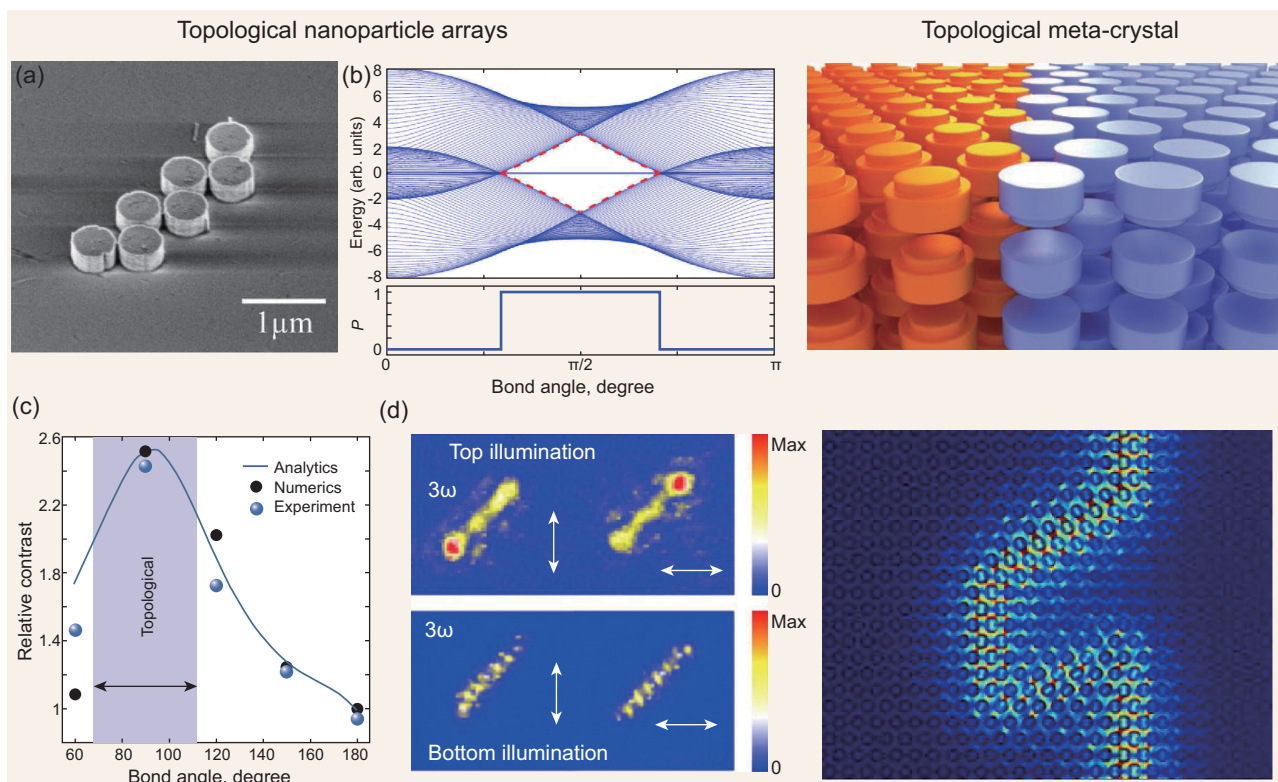 Topological nanoparticle arrays
Topological meta-crystal
(a)
1μm
(b)
Energy (arb. units)
8
6
4
2
0
-2
-4
-6
-8
P
1
0
0
π/2
π
Bond angle, degree
(c)
Relative contrast
2.6
2.2
1.8
1.4
1
Topological
Analytics
Numerics
Experiment
60
80
100
120
140
160
180
Bond angle, degree
(d)
Top illumination
3ω
Max
0
3ω
Bottom illumination
Max
0